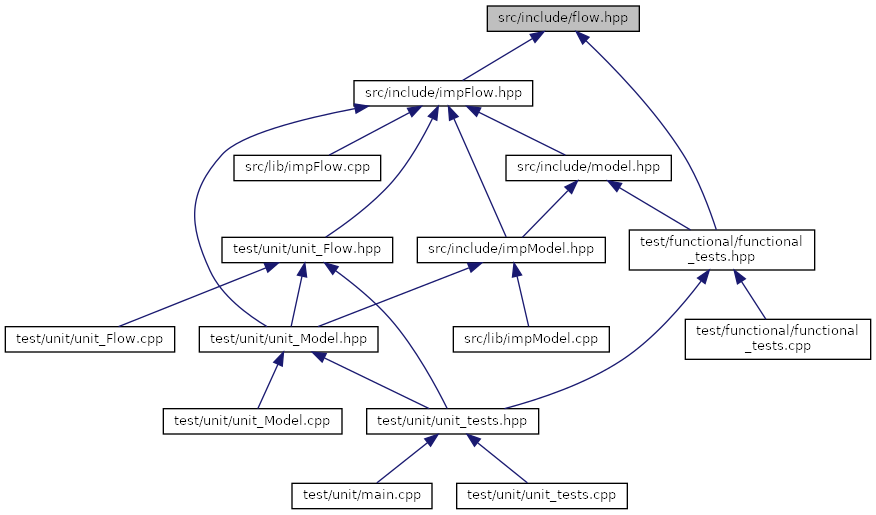 src/include/flow.hpp
src/include/impFlow.hpp
src/lib/impFlow.cpp
src/include/model.hpp
test/unit/unit_Flow.hpp
src/include/impModel.hpp
test/functional/functional
_tests.hpp
test/unit/unit_Flow.cpp
test/unit/unit_Model.hpp
src/lib/impModel.cpp
test/functional/functional
_tests.cpp
test/unit/unit_Model.cpp
test/unit/unit_tests.hpp
test/unit/main.cpp
test/unit/unit_tests.cpp